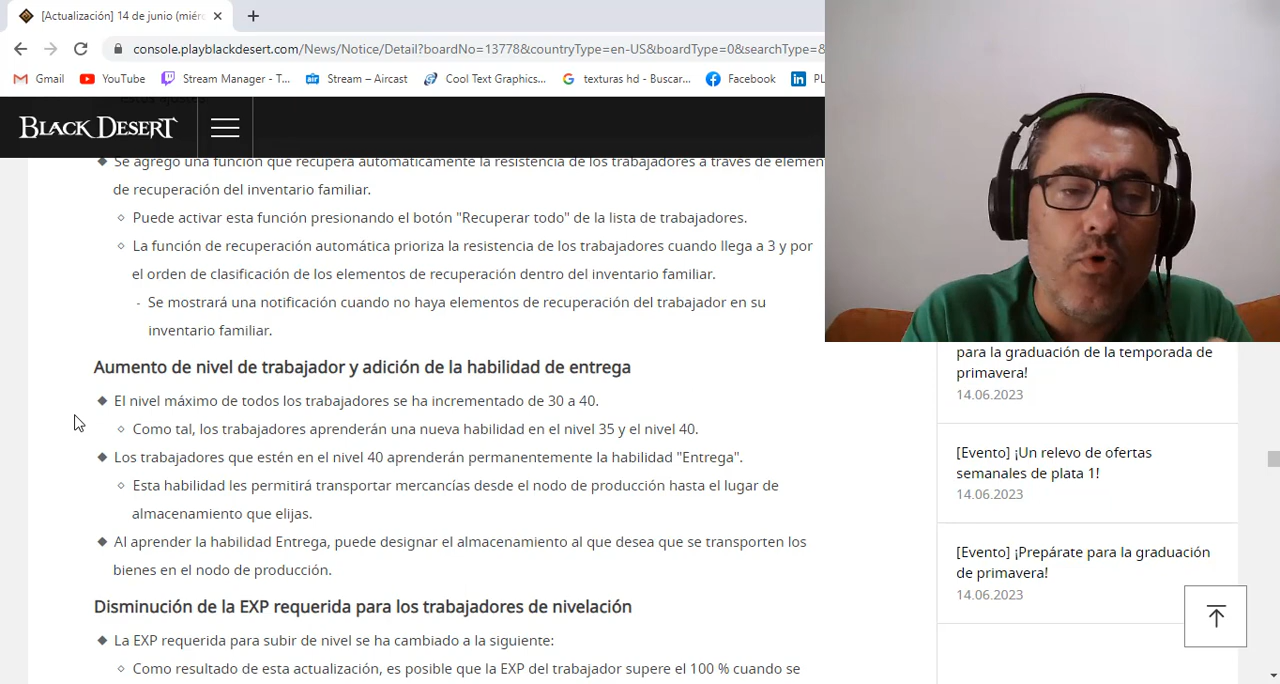 [Actualización] 14 de junio (miérc
console.playblackdesert.com/News/Notice/Detail?boardNo=13778&countryType=en-US&boardType=0&searchType=&
Gmail YouTube Stream Manager - T... Stream – Aircast Cool Text Graphics... texturas hd - Buscar... Facebook PL
BLACK DESERT
Se agregó una función que recupera automáticamente la resistencia de los trabajadores a través de elemen
de recuperación del inventario familiar.
Puede activar esta función presionando el botón "Recuperar todo" de la lista de trabajadores.
La función de recuperación automática prioriza la resistencia de los trabajadores cuando llega a 3 y por
el orden de clasificación de los elementos de recuperación dentro del inventario familiar.
- Se mostrará una notificación cuando no haya elementos de recuperación del trabajador en su
inventario familiar.
Aumento de nivel de trabajador y adición de la habilidad de entrega
El nivel máximo de todos los trabajadores se ha incrementado de 30 a 40.
Como tal, los trabajadores aprenderán una nueva habilidad en el nivel 35 y el nivel 40.
Los trabajadores que estén en el nivel 40 aprenderán permanentemente la habilidad "Entrega".
Esta habilidad les permitirá transportar mercancías desde el nodo de producción hasta el lugar de
almacenamiento que elijas.
Al aprender la habilidad Entrega, puede designar el almacenamiento al que desea que se transporten los
bienes en el nodo de producción.
Disminución de la EXP requerida para los trabajadores de nivelación
La EXP requerida para subir de nivel se ha cambiado a la siguiente:
Como resultado de esta actualización, es posible que la EXP del trabajador supere el 100 % cuando se
para la graduación de la temporada de
primavera!
14.06.2023
[Evento] ¡Un relevo de ofertas
semanales de plata 1!
14.06.2023
[Evento] ¡Prepárate para la graduación
de primavera!
14.06.2023